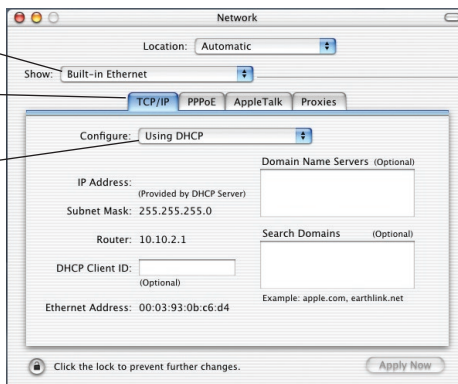 Network
Location: Automatic
Show: Built-in Ethernet
TCP/IP PPPoE AppleTalk Proxies
Configure: Using DHCP
Domain Name Servers (Optional)
IP Address:
(Provided by DHCP Server)
Subnet Mask: 255.255.255.0
Router: 10.10.2.1
Search Domains (Optional)
DHCP Client ID:
(Optional)
Example: apple.com, earthlink.net
Ethernet Address: 00:03:93:0b:c6:d4
Click the lock to prevent further changes.
Apply Now